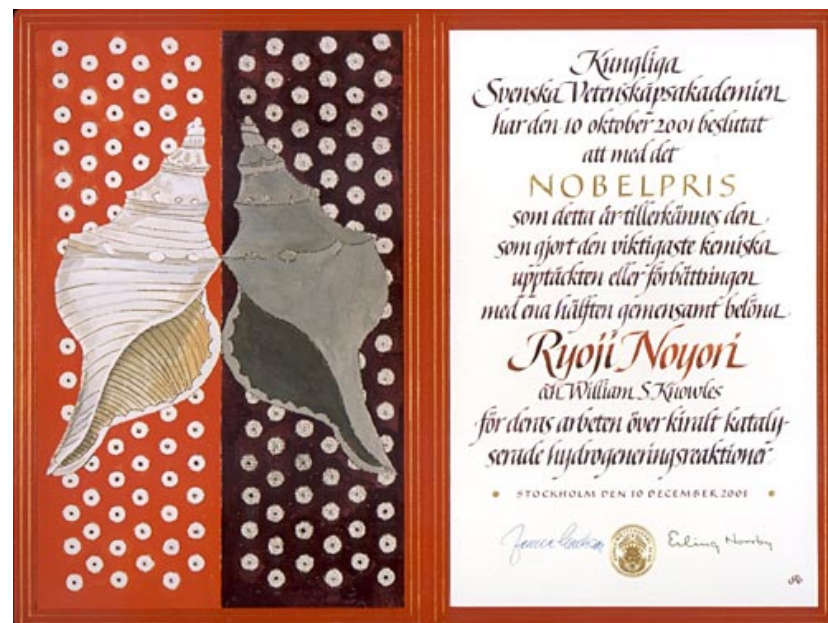 Kungliga
Svenska Vetenskapsakademien
har den 10 oktober 2001 beslutat
att med det
NOBELPRIS
som detta år tillerkännes den
som gjort den viktigaste kemiska
upptäckten eller förbättringen
med ena hälften gemensamt belöna
Ryoji Noyori
och William S Knowles
för deras arbeten över kiralt kataly-
serade hydrogeneringsreaktioner
STOCKHOLM DEN 10 DECEMBER 2001
Erling Norrby